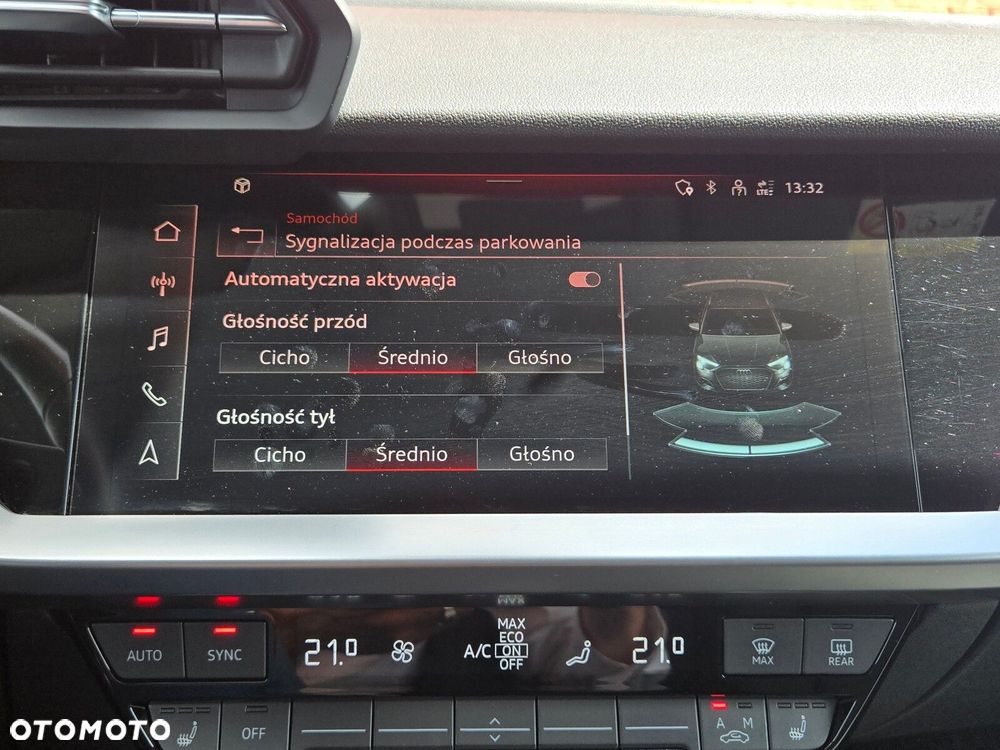 LTE 13:32
Samochód
Sygnalizacja podczas parkowania
Automatyczna aktywacja
Głośność przód
Cicho Średnio Głośno
Głośność tył
Cicho Średnio Głośno
MAX
ECO
A/C ON
OFF
AUTO SYNC 21.0 21.0 MAX REAR
OFF A M
OTOMOTO